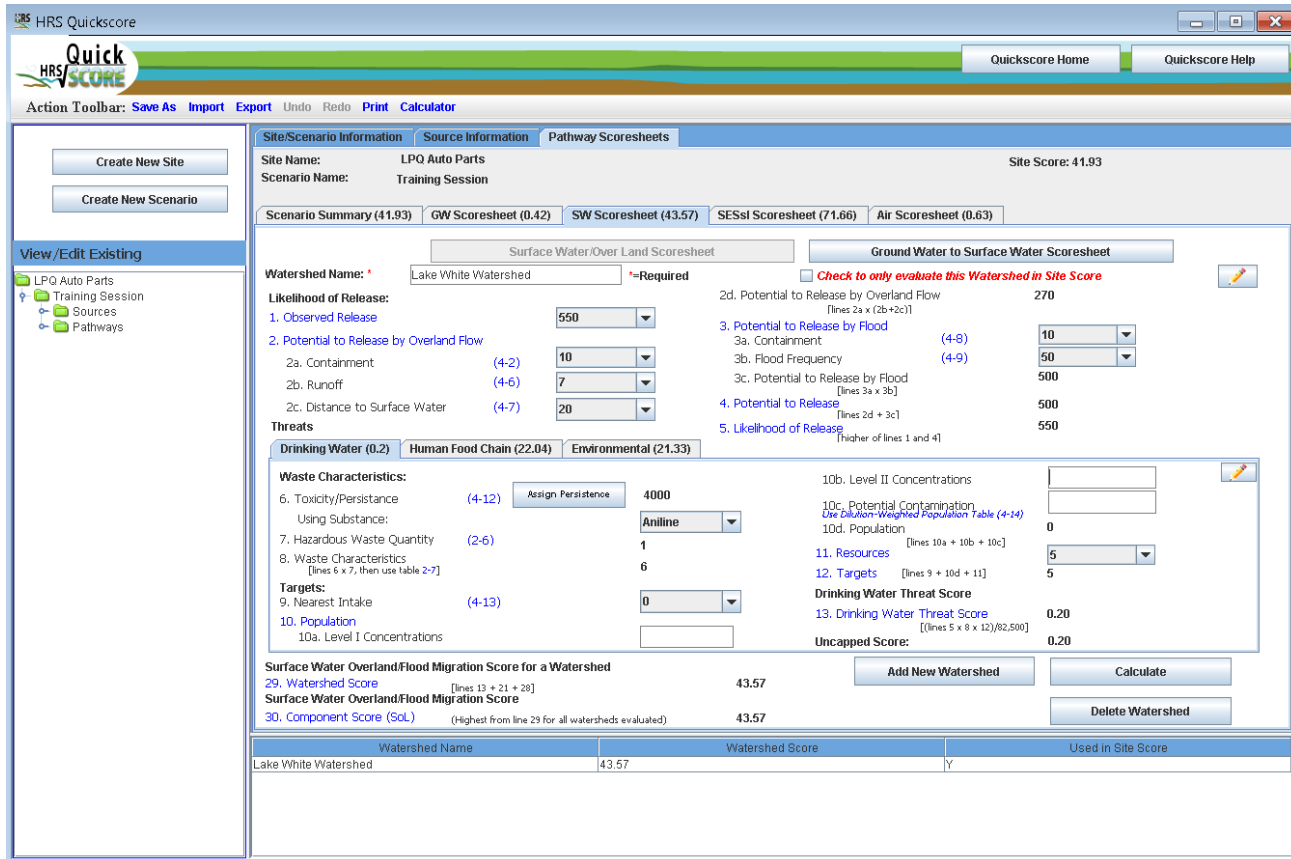 HRS Quickscore
HRS Quick SCORE
Quickscore Home Quickscore Help
Action Toolbar: Save As Import Export Undo Redo Print Calculator
Create New Site
Create New Scenario
View/Edit Existing
LPQ Auto Parts
Training Session
Sources
Pathways
Site/Scenario Information Source Information Pathway Scoresheets
Site Name: LPQ Auto Parts Site Score: 41.93
Scenario Name: Training Session
Scenario Summary (41.93) GW Scoresheet (0.42) SW Scoresheet (43.57) SESsI Scoresheet (71.66) Air Scoresheet (0.63)
Surface Water/Over Land Scoresheet Ground Water to Surface Water Scoresheet
Watershed Name: * Lake White Watershed *=Required Check to only evaluate this Watershed in Site Score
Likelihood of Release:
1. Observed Release 550
2. Potential to Release by Overland Flow
2a. Containment (4-2) 10
2b. Runoff (4-6) 7
2c. Distance to Surface Water (4-7) 20
2d. Potential to Release by Overland Flow 270
[lines 2a x (2b+2c)]
3. Potential to Release by Flood
3a. Containment (4-8) 10
3b. Flood Frequency (4-9) 50
3c. Potential to Release by Flood 500
[lines 3a x 3b]
4. Potential to Release 500
[lines 2d + 3c]
5. Likelihood of Release 550
[higher of lines 1 and 4]
Threats
Drinking Water (0.2) Human Food Chain (22.04) Environmental (21.33)
Waste Characteristics:
6. Toxicity/Persistance (4-12) Assign Persistence 4000
Using Substance: Aniline
7. Hazardous Waste Quantity (2-6) 1
8. Waste Characteristics 6
[lines 6 x 7, then use table 2-7]
Targets:
9. Nearest Intake (4-13) 0
10. Population
10a. Level I Concentrations
10b. Level II Concentrations
10c. Potential Contamination
Use Dilution-Weighted Population Table (4-14)
10d. Population 0
[lines 10a + 10b + 10c]
11. Resources 5
12. Targets [lines 9 + 10d + 11] 5
Drinking Water Threat Score
13. Drinking Water Threat Score 0.20
[(lines 5 x 8 x 12)/82,500]
Uncapped Score: 0.20
Surface Water Overland/Flood Migration Score for a Watershed
29. Watershed Score [lines 13 + 21 + 28] 43.57
Surface Water Overland/Flood Migration Score
30. Component Score (SoL) (Highest from line 29 for all watersheds evaluated) 43.57
Add New Watershed Calculate
Delete Watershed
Watershed Name Watershed Score Used in Site Score
Lake White Watershed 43.57 Y